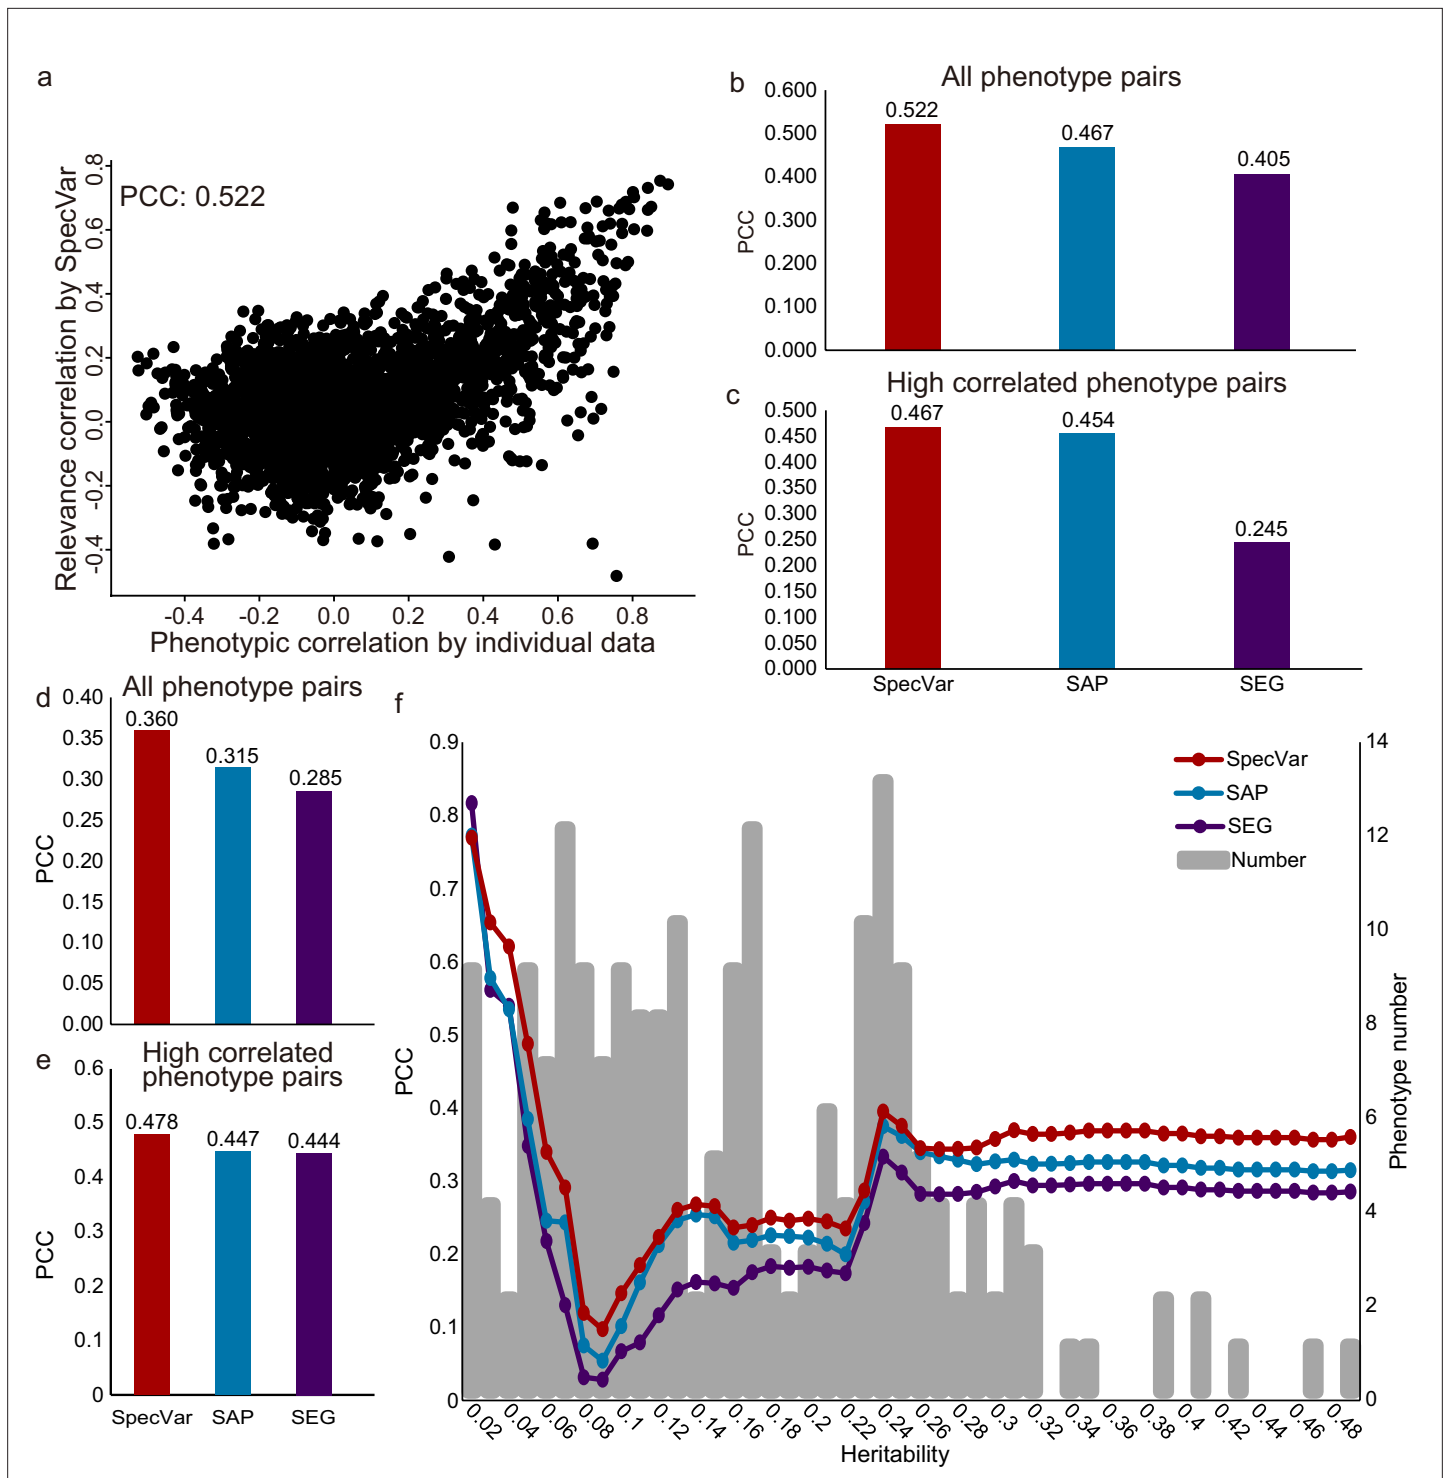 a
PCC: 0.522
Relevance correlation by SpecVar
0.8
0.6
0.4
0.2
0.0
-0.2
-0.4
-0.4 -0.2 0.0 0.2 0.4 0.6 0.8
Phenotypic correlation by individual data
b
All phenotype pairs
PCC
0.600
0.500
0.400
0.300
0.200
0.100
0.000
0.522
0.467
0.405
c
High correlated phenotype pairs
PCC
0.500
0.450
0.400
0.350
0.300
0.250
0.200
0.150
0.100
0.050
0.000
0.467
0.454
0.245
SpecVar SAP SEG
d
All phenotype pairs
PCC
0.40
0.35
0.30
0.25
0.20
0.15
0.10
0.05
0.00
0.360
0.315
0.285
e
High correlated
phenotype pairs
PCC
0.6
0.5
0.4
0.3
0.2
0.1
0
0.478
0.447
0.444
SpecVar SAP SEG
f
PCC
0.9
0.8
0.7
0.6
0.5
0.4
0.3
0.2
0.1
0
SpecVar
SAP
SEG
Number
Phenotype number
14
12
10
8
6
4
2
0
0.02 0.04 0.06 0.08 0.1 0.12 0.14 0.16 0.18 0.2 0.22 0.24 0.26 0.28 0.3 0.32 0.34 0.36 0.38 0.4 0.42 0.44 0.46 0.48
Heritability